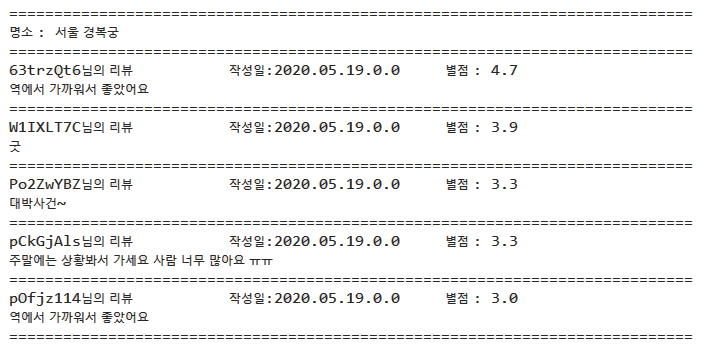 ============================================================================
명소 : 서울 경복궁
============================================================================
63trzQt6님의 리뷰 작성일:2020.05.19.0.0 별점 : 4.7
역에서 가까워서 좋았어요
============================================================================
W1IXLT7C님의 리뷰 작성일:2020.05.19.0.0 별점 : 3.9
굿
============================================================================
Po2ZwYBZ님의 리뷰 작성일:2020.05.19.0.0 별점 : 3.3
대박사건~
============================================================================
pCkGjAls님의 리뷰 작성일:2020.05.19.0.0 별점 : 3.3
주말에는 상황봐서 가세요 사람 너무 많아요 ㅠㅠ
============================================================================
pOfjz114님의 리뷰 작성일:2020.05.19.0.0 별점 : 3.0
역에서 가까워서 좋았어요
============================================================================